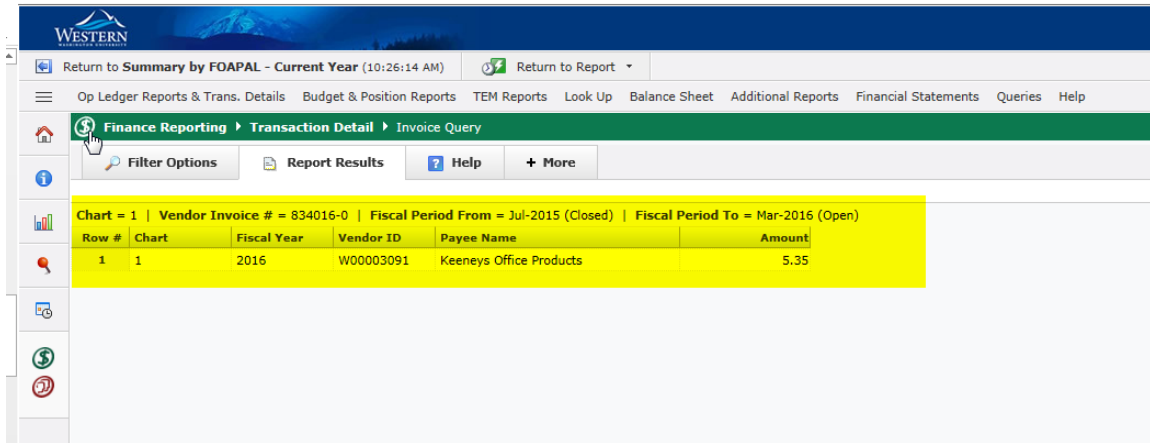 WESTERN
WASHINGTON UNIVERSITY
Return to Summary by FOAPAL - Current Year (10:26:14 AM) Return to Report
Op Ledger Reports & Trans. Details Budget & Position Reports TEM Reports Look Up Balance Sheet Additional Reports Financial Statements Queries Help
Finance Reporting Transaction Detail Invoice Query
Filter Options Report Results ? Help + More
Chart = 1 | Vendor Invoice # = 834016-0 | Fiscal Period From = Jul-2015 (Closed) | Fiscal Period To = Mar-2016 (Open)
Row # Chart Fiscal Year Vendor ID Payee Name Amount
1 1 2016 W00003091 Keeneys Office Products 5.35